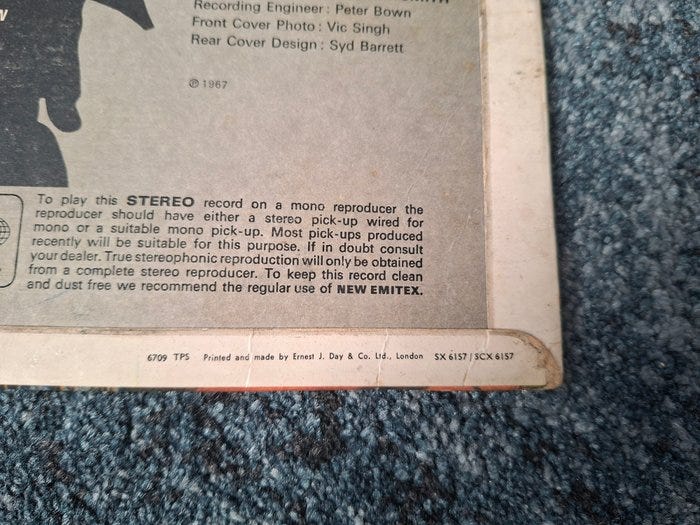 Recording Engineer : Peter Bown
Front Cover Photo : Vic Singh
Rear Cover Design : Syd Barrett
℗ 1967
To play this STEREO record on a mono reproducer the
reproducer should have either a stereo pick-up wired for
mono or a suitable mono pick-up. Most pick-ups produced
recently will be suitable for this purpose. If in doubt consult
your dealer. True stereophonic reproduction will only be obtained
from a complete stereo reproducer. To keep this record clean
and dust free we recommend the regular use of NEW EMITEX.
6709 TPS Printed and made by Ernest J. Day & Co. Ltd., London SX 6157 / SCX 6157